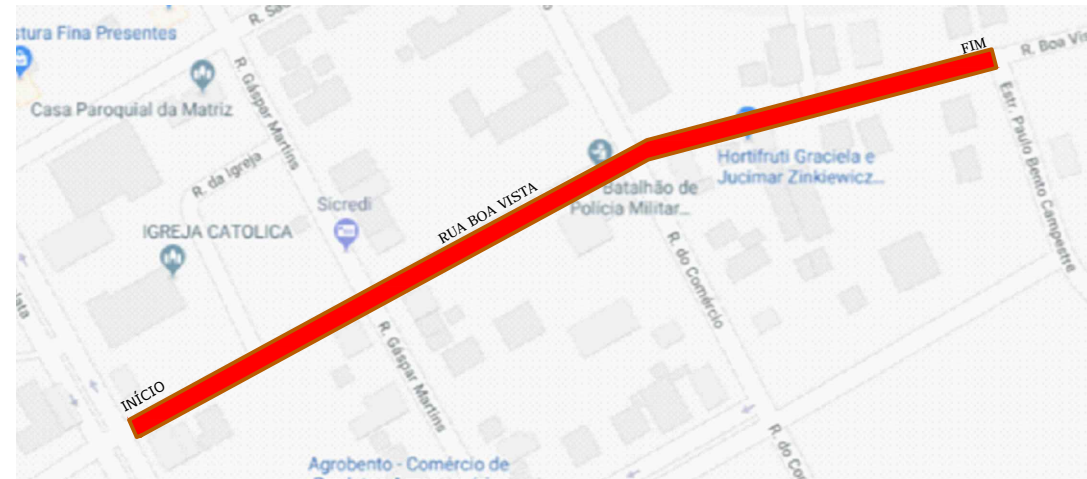 R. Sa
stura Fina Presentes
FIM
R. Boa Vis
R. Gáspar Martins
Casa Paroquial da Matriz
Estr. Paulo Bento Campestre
Hortifruti Graciela e
Jucimar Zinkiewicz...
R. da Igreja
Batalhão de
Polícia Militar...
Sicredi
RUA BOA VISTA
IGREJA CATOLICA
R. do Comércio
R. Gáspar Martins
INÍCIO
R. do Co
Agrobento - Comércio de